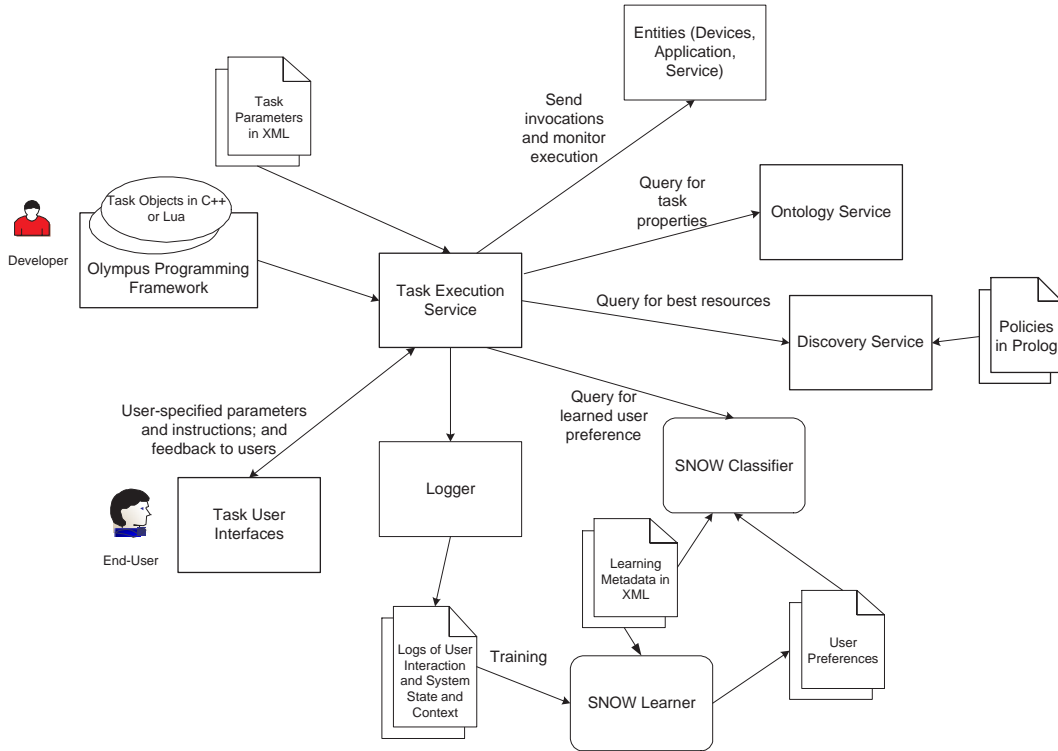 Entities (Devices,
Application,
Service)
Task
Parameters
in XML
Send
invocations
and monitor
execution
Query for
task
properties
Task Objects in C++
or Lua
Ontology Service
Developer
Olympus Programming
Framework
Task Execution
Service
Query for best resources
Discovery Service
Policies
in Prolog
User-specified parameters
and instructions; and
feedback to users
Query for
learned user
preference
SNOW Classifier
Logger
Task User
Interfaces
End-User
Learning
Metadata in
XML
User
Preferences
Logs of User
Interaction
and System
State and
Context
Training
SNOW Learner